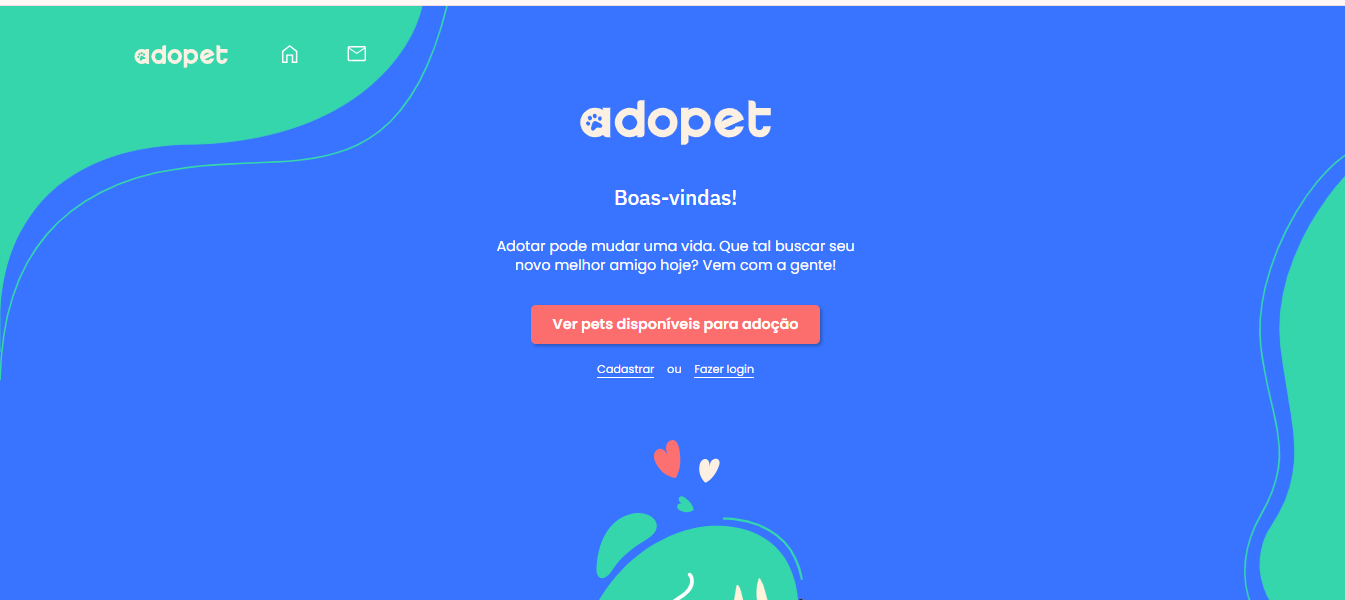 adopet
adopet
Boas-vindas!
Adotar pode mudar uma vida. Que tal buscar seu
novo melhor amigo hoje? Vem com a gente!
Ver pets disponíveis para adoção
Cadastrar ou Fazer login